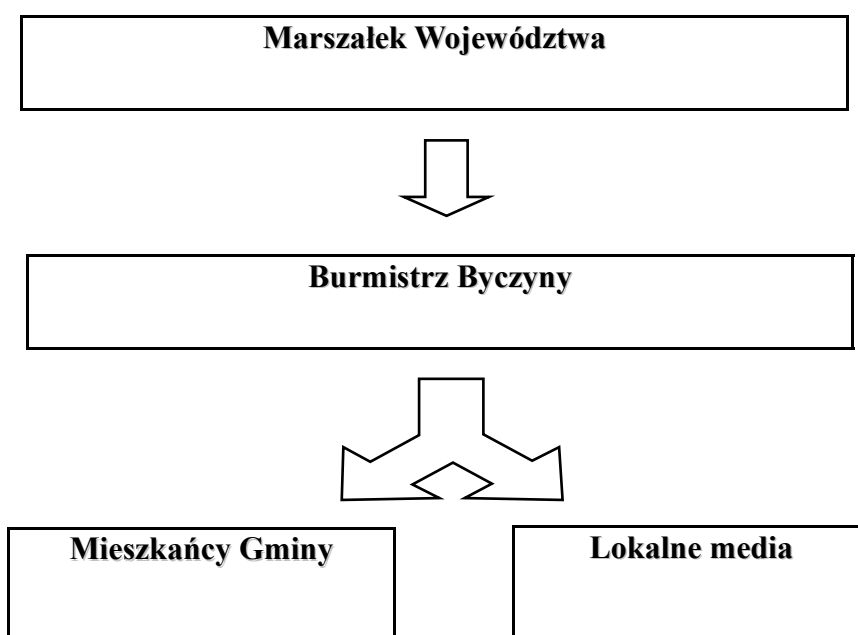 Marszałek Województwa
Burmistrz Byczyny
Mieszkańcy Gminy
Lokalne media